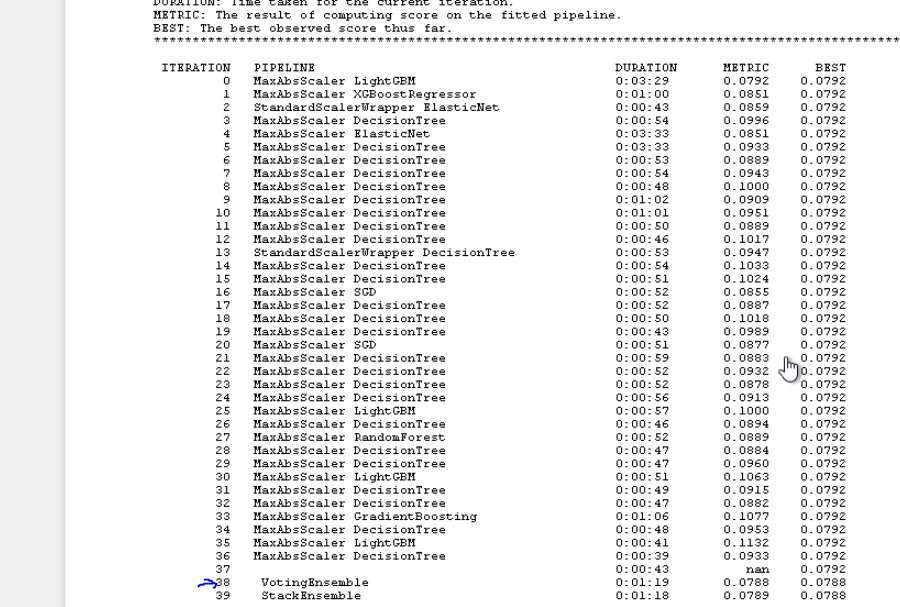 DURATION: Time taken for the current iteration.
METRIC: The result of computing score on the fitted pipeline.
BEST: The best observed score thus far.
****************************************************************************************************
ITERATION PIPELINE DURATION METRIC BEST
0 MaxAbsScaler LightGBM 0:03:29 0.0792 0.0792
1 MaxAbsScaler XGBoostRegressor 0:01:00 0.0851 0.0792
2 StandardScalerWrapper ElasticNet 0:00:43 0.0859 0.0792
3 MaxAbsScaler DecisionTree 0:00:54 0.0996 0.0792
4 MaxAbsScaler ElasticNet 0:03:33 0.0851 0.0792
5 MaxAbsScaler DecisionTree 0:03:33 0.0933 0.0792
6 MaxAbsScaler DecisionTree 0:00:53 0.0889 0.0792
7 MaxAbsScaler DecisionTree 0:00:54 0.0943 0.0792
8 MaxAbsScaler DecisionTree 0:00:48 0.1000 0.0792
9 MaxAbsScaler DecisionTree 0:01:02 0.0909 0.0792
10 MaxAbsScaler DecisionTree 0:01:01 0.0951 0.0792
11 MaxAbsScaler DecisionTree 0:00:50 0.0889 0.0792
12 MaxAbsScaler DecisionTree 0:00:46 0.1017 0.0792
13 StandardScalerWrapper DecisionTree 0:00:53 0.0947 0.0792
14 MaxAbsScaler DecisionTree 0:00:54 0.1033 0.0792
15 MaxAbsScaler DecisionTree 0:00:51 0.1024 0.0792
16 MaxAbsScaler SGD 0:00:52 0.0855 0.0792
17 MaxAbsScaler DecisionTree 0:00:52 0.0887 0.0792
18 MaxAbsScaler DecisionTree 0:00:50 0.1018 0.0792
19 MaxAbsScaler DecisionTree 0:00:43 0.0989 0.0792
20 MaxAbsScaler SGD 0:00:51 0.0877 0.0792
21 MaxAbsScaler DecisionTree 0:00:59 0.0883 0.0792
22 MaxAbsScaler DecisionTree 0:00:52 0.0932 0.0792
23 MaxAbsScaler DecisionTree 0:00:52 0.0878 0.0792
24 MaxAbsScaler DecisionTree 0:00:56 0.0913 0.0792
25 MaxAbsScaler LightGBM 0:00:57 0.1000 0.0792
26 MaxAbsScaler DecisionTree 0:00:46 0.0894 0.0792
27 MaxAbsScaler RandomForest 0:00:52 0.0889 0.0792
28 MaxAbsScaler DecisionTree 0:00:47 0.0884 0.0792
29 MaxAbsScaler DecisionTree 0:00:47 0.0960 0.0792
30 MaxAbsScaler LightGBM 0:00:51 0.1063 0.0792
31 MaxAbsScaler DecisionTree 0:00:49 0.0915 0.0792
32 MaxAbsScaler DecisionTree 0:00:47 0.0882 0.0792
33 MaxAbsScaler GradientBoosting 0:01:06 0.1077 0.0792
34 MaxAbsScaler DecisionTree 0:00:48 0.0953 0.0792
35 MaxAbsScaler LightGBM 0:00:41 0.1132 0.0792
36 MaxAbsScaler DecisionTree 0:00:39 0.0933 0.0792
37 0:00:43 nan 0.0792
38 VotingEnsemble 0:01:19 0.0788 0.0788
39 StackEnsemble 0:01:18 0.0789 0.0788